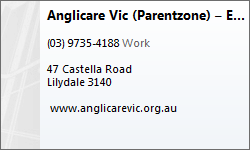 Anglicare Vic (Parentzone) – E...
(03) 9735-4188 Work
47 Castella Road
Lilydale 3140
www.anglicarevic.org.au